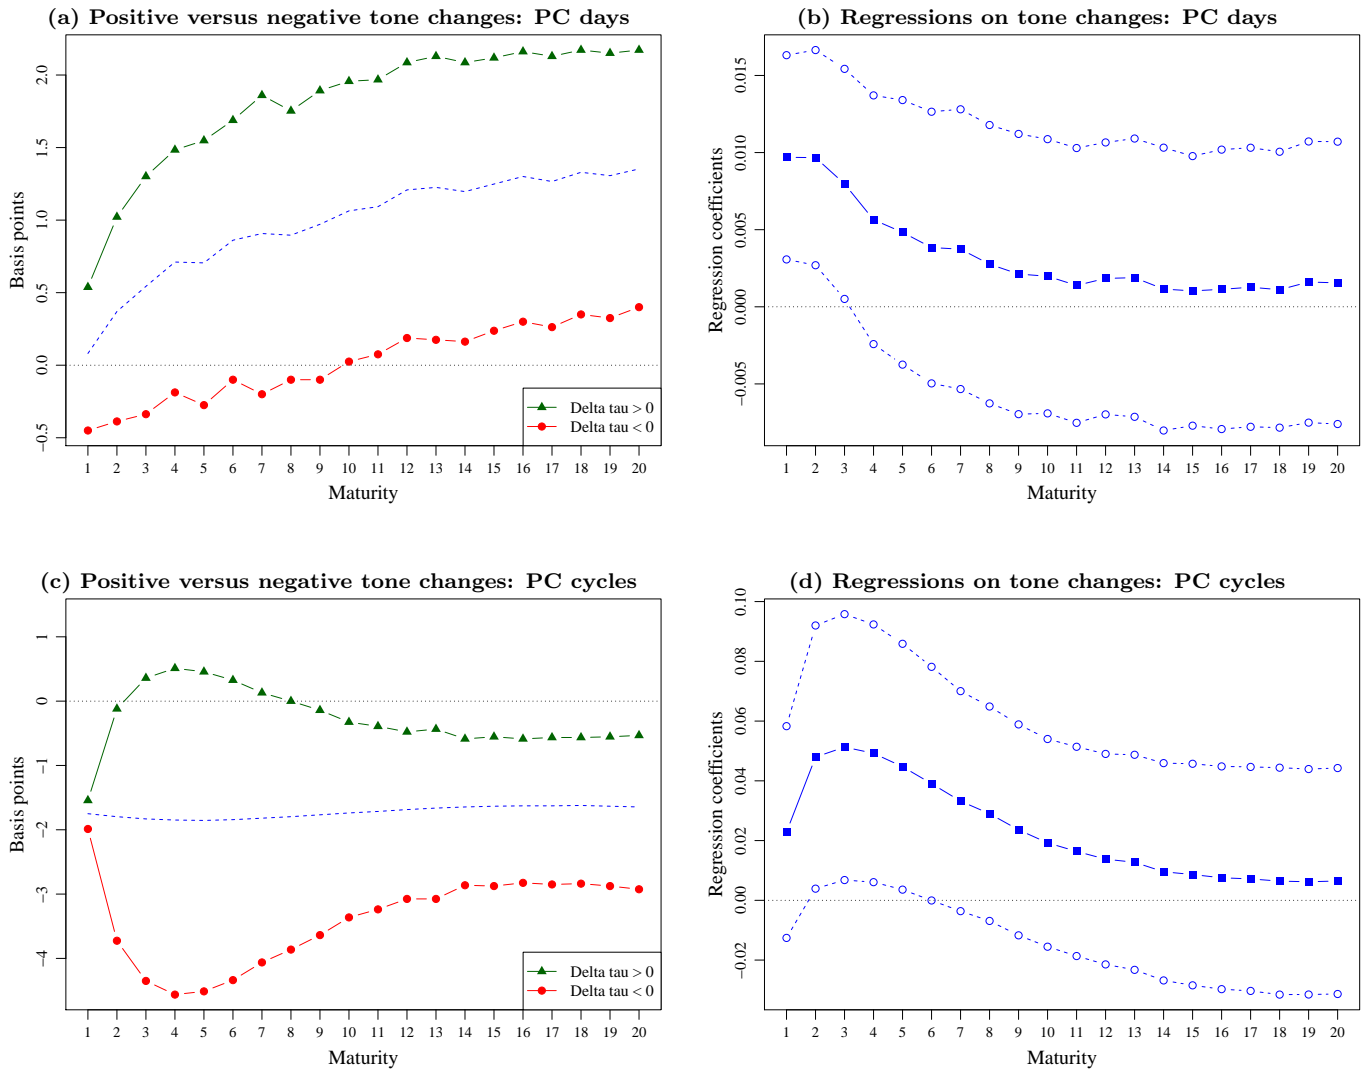 (a) Positive versus negative tone changes: PC days
Basis points
2.0
1.5
1.0
0.5
0.0
−0.5
Delta tau > 0
Delta tau < 0
1 2 3 4 5 6 7 8 9 10 11 12 13 14 15 16 17 18 19 20
Maturity
(b) Regressions on tone changes: PC days
Regression coefficients
0.015
0.010
0.005
0.000
−0.005
1 2 3 4 5 6 7 8 9 10 11 12 13 14 15 16 17 18 19 20
Maturity
(c) Positive versus negative tone changes: PC cycles
Basis points
1
0
−1
−2
−3
−4
Delta tau > 0
Delta tau < 0
1 2 3 4 5 6 7 8 9 10 11 12 13 14 15 16 17 18 19 20
Maturity
(d) Regressions on tone changes: PC cycles
Regression coefficients
0.10
0.08
0.06
0.04
0.02
0.00
−0.02
1 2 3 4 5 6 7 8 9 10 11 12 13 14 15 16 17 18 19 20
Maturity